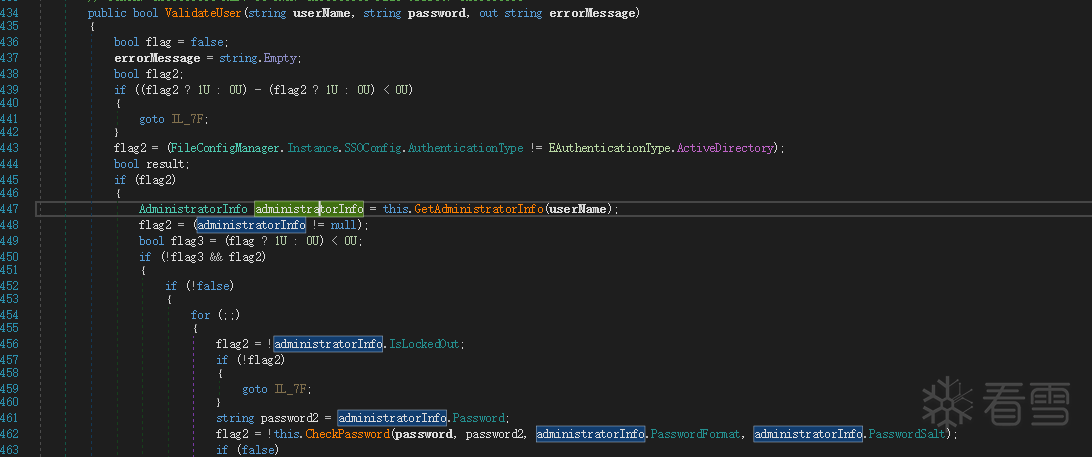 434 public bool ValidateUser(string userName, string password, out string errorMessage)
435 {
436 bool flag = false;
437 errorMessage = string.Empty;
438 bool flag2;
439 if ((flag2 ? 1U : 0U) - (flag2 ? 1U : 0U) < 0U)
440 {
441 goto IL_7F;
442 }
443 flag2 = (FileConfigManager.Instance.SSOConfig.AuthenticationType != EAuthenticationType.ActiveDirectory);
444 bool result;
445 if (flag2)
446 {
447 AdministratorInfo administratorInfo = this.GetAdministratorInfo(userName);
448 flag2 = (administratorInfo != null);
449 bool flag3 = (flag ? 1U : 0U) < 0U;
450 if (!flag3 && flag2)
451 {
452 if (!false)
453 {
454 for (;;)
455 {
456 flag2 = !administratorInfo.IsLockedOut;
457 if (!flag2)
458 {
459 goto IL_7F;
460 }
461 string password2 = administratorInfo.Password;
462 flag2 = !this.CheckPassword(password, password2, administratorInfo.PasswordFormat, administratorInfo.PasswordSalt);
463 if (false)
看雪